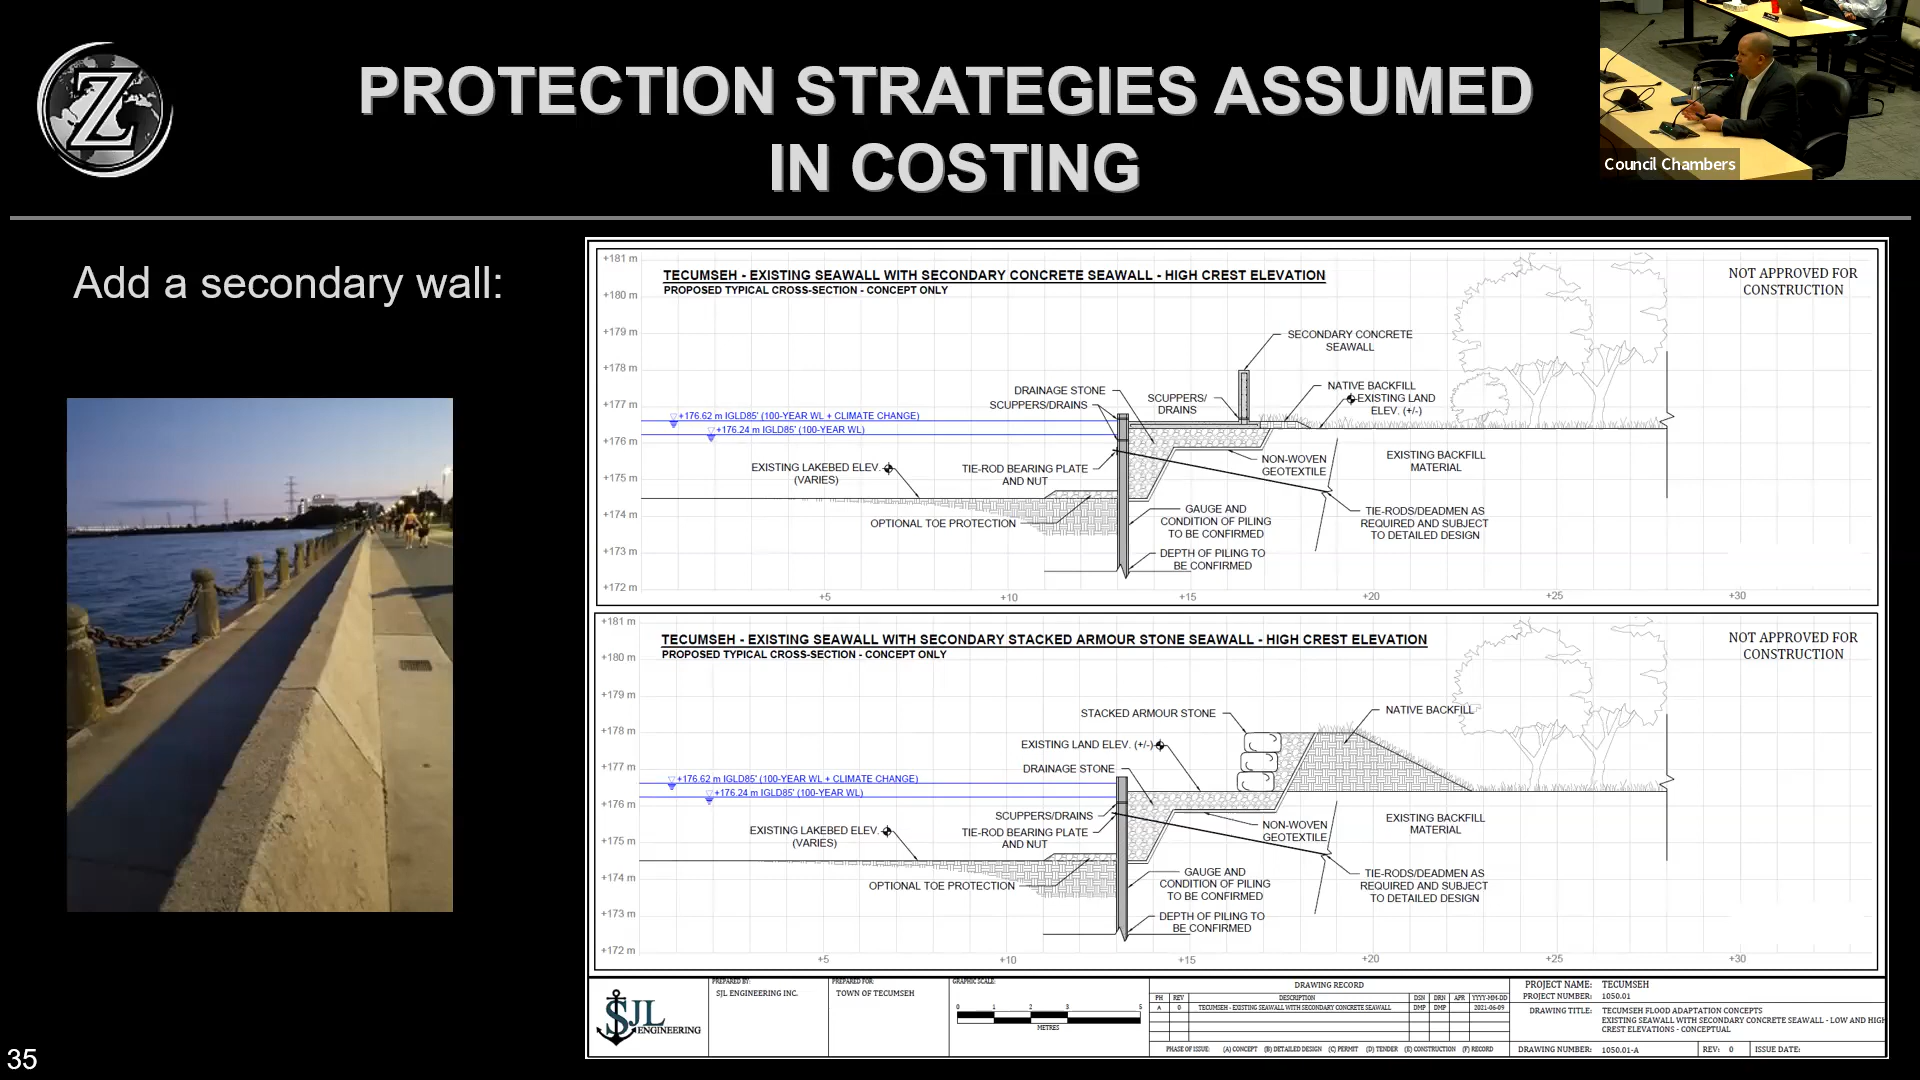 Z
PROTECTION STRATEGIES ASSUMED
IN COSTING
Council Chambers
Add a secondary wall:
+181 m
TECUMSEH - EXISTING SEAWALL WITH SECONDARY CONCRETE SEAWALL - HIGH CREST ELEVATION
PROPOSED TYPICAL CROSS-SECTION - CONCEPT ONLY
NOT APPROVED FOR
CONSTRUCTION
+180 m
+179 m
SECONDARY CONCRETE
SEAWALL
+178 m
DRAINAGE STONE
SCUPPERS/DRAINS
SCUPPERS/
DRAINS
NATIVE BACKFILL
EXISTING LAND
ELEV. (+/-)
+177 m
+176.62 m IGLD85' (100-YEAR WL + CLIMATE CHANGE)
+176.24 m IGLD85' (100-YEAR WL)
+176 m
EXISTING LAKEBED ELEV.
(VARIES)
TIE-ROD BEARING PLATE
AND NUT
NON-WOVEN
GEOTEXTILE
EXISTING BACKFILL
MATERIAL
+175 m
OPTIONAL TOE PROTECTION
GAUGE AND
CONDITION OF PILING
TO BE CONFIRMED
TIE-RODS/DEADMEN AS
REQUIRED AND SUBJECT
TO DETAILED DESIGN
+174 m
+173 m
DEPTH OF PILING TO
BE CONFIRMED
+172 m
+5
+10
+15
+20
+25
+30
+181 m
TECUMSEH - EXISTING SEAWALL WITH SECONDARY STACKED ARMOUR STONE SEAWALL - HIGH CREST ELEVATION
PROPOSED TYPICAL CROSS-SECTION - CONCEPT ONLY
NOT APPROVED FOR
CONSTRUCTION
+180 m
+179 m
STACKED ARMOUR STONE
NATIVE BACKFILL
+178 m
EXISTING LAND ELEV. (+/-)
DRAINAGE STONE
+177 m
+176.62 m IGLD85' (100-YEAR WL + CLIMATE CHANGE)
+176.24 m IGLD85' (100-YEAR WL)
+176 m
SCUPPERS/DRAINS
EXISTING LAKEBED ELEV.
(VARIES)
TIE-ROD BEARING PLATE
AND NUT
NON-WOVEN
GEOTEXTILE
EXISTING BACKFILL
MATERIAL
+175 m
OPTIONAL TOE PROTECTION
GAUGE AND
CONDITION OF PILING
TO BE CONFIRMED
TIE-RODS/DEADMEN AS
REQUIRED AND SUBJECT
TO DETAILED DESIGN
+174 m
+173 m
DEPTH OF PILING TO
BE CONFIRMED
+172 m
+5
+10
+15
+20
+25
+30
SJL
ENGINEERING
PREPARED BY:
SJL ENGINEERING INC.
PREPARED FOR:
TOWN OF TECUMSEH
GRAPHIC SCALE:
0 1 2 3 5
METRES
DRAWING RECORD
PH REV DESCRIPTION DSN DRN APR YYYY-MM-DD
A 0 TECUMSEH - EXISTING SEAWALL WITH SECONDARY CONCRETE SEAWALL DMP DMP 2021-06-09
PHASE OF ISSUE: (A) CONCEPT (B) DETAILED DESIGN (C) PERMIT (D) TENDER (E) CONSTRUCTION (F) RECORD
PROJECT NAME: TECUMSEH
PROJECT NUMBER: 1050.01
DRAWING TITLE: TECUMSEH FLOOD ADAPTATION CONCEPTS
EXISTING SEAWALL WITH SECONDARY CONCRETE SEAWALL - LOW AND HIGH
CREST ELEVATIONS - CONCEPTUAL
DRAWING NUMBER: 1050.01-A REV: 0 ISSUE DATE:
35